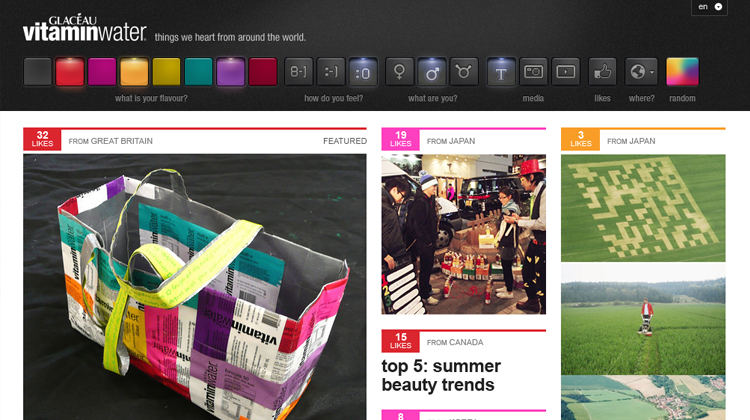 en
GLACÉAU
vitaminwater
things we heart from around the world.
8-) :-) :O T
what is your flavour? how do you feel? what are you? media likes where? random
32 LIKES FROM GREAT BRITAIN FEATURED
19 LIKES FROM JAPAN
3 LIKES FROM JAPAN
vitaminwater
15 LIKES FROM CANADA
top 5: summer
beauty trends
8